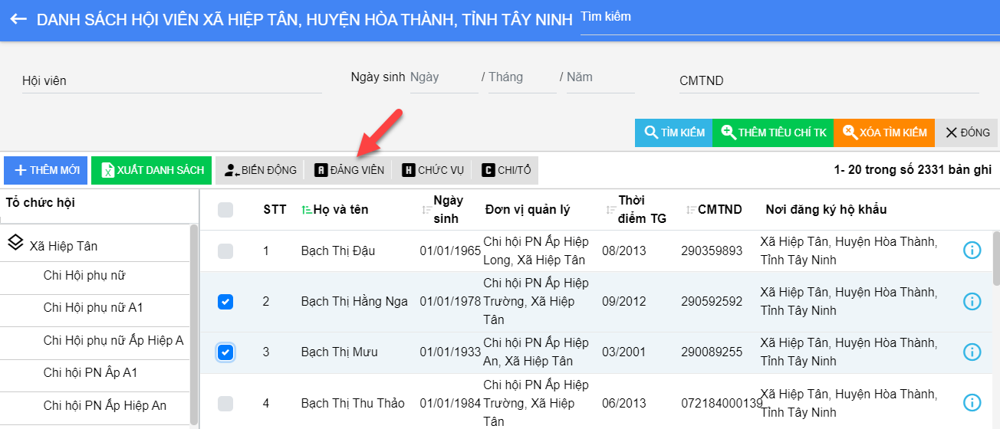 DANH SÁCH HỘI VIÊN XÃ HIỆP TÂN, HUYỆN HÒA THÀNH, TỈNH TÂY NINH Tìm kiếm
Hội viên Ngày sinh Ngày / Tháng / Năm CMTND
TÌM KIẾM THÊM TIÊU CHÍ TK XÓA TÌM KIẾM ĐÓNG
THÊM MỚI XUẤT DANH SÁCH BIẾN ĐỘNG A ĐẢNG VIÊN H CHỨC VỤ C CHI/TỔ 1- 20 trong số 2331 bản ghi
Tổ chức hội
Xã Hiệp Tân
Chi Hội phụ nữ
Chi Hội phụ nữ A1
Chi Hội phụ nữ Ấp Hiệp A
Chi hội PN Âp A1
Chi hội PN Ấp Hiệp An
STT Họ và tên Ngày sinh Đơn vị quản lý Thời điểm TG CMTND Nơi đăng ký hộ khẩu
1 Bạch Thị Đậu 01/01/1965 Chi hội PN Ấp Hiệp Long, Xã Hiệp Tân 08/2013 290359893 Xã Hiệp Tân, Huyện Hòa Thành, Tỉnh Tây Ninh
2 Bạch Thị Hằng Nga 01/01/1978 Chi hội PN Ấp Hiệp Trường, Xã Hiệp Tân 09/2012 290592592 Xã Hiệp Tân, Huyện Hòa Thành, Tỉnh Tây Ninh
3 Bạch Thị Mưu 01/01/1933 Chi hội PN Ấp Hiệp An, Xã Hiệp Tân 03/2001 290089255 Xã Hiệp Tân, Huyện Hòa Thành, Tỉnh Tây Ninh
4 Bạch Thị Thu Thảo 01/01/1984 Chi hội PN Ấp Hiệp Trường, Xã Hiệp Tân 06/2013 072184000139 Xã Hiệp Tân, Huyện Hòa Thành, Tỉnh Tây Ninh